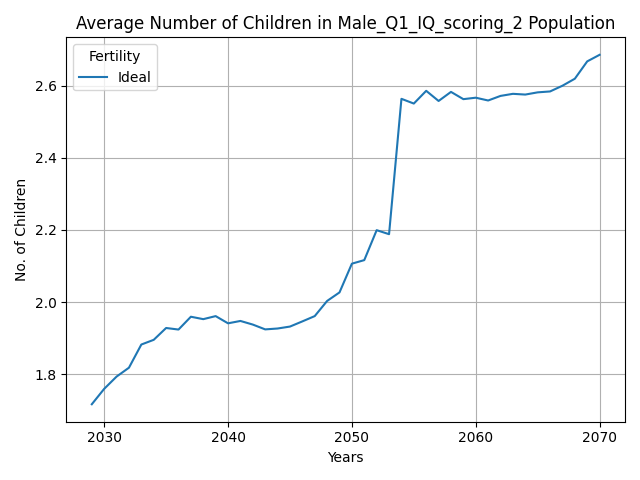 Average Number of Children in Male_Q1_IQ_scoring_2 Population
Fertility
Ideal
No. of Children
2.6
2.4
2.2
2.0
1.8
2030 2040 2050 2060 2070
Years